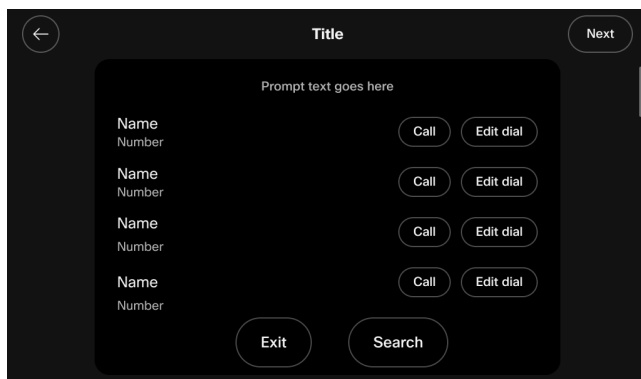 Title
Next
Prompt text goes here
Name
Number
Call
Edit dial
Name
Number
Call
Edit dial
Name
Number
Call
Edit dial
Name
Number
Call
Edit dial
Exit
Search